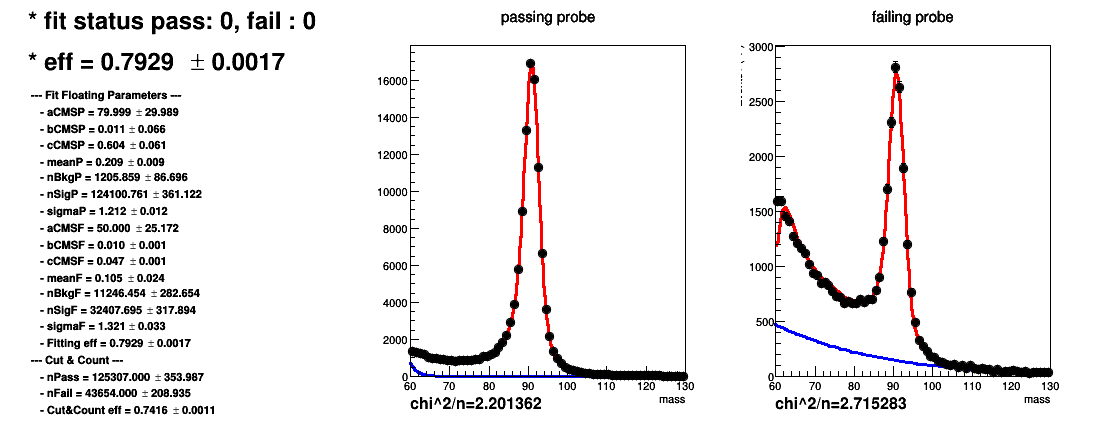 * fit status pass: 0, fail : 0
* eff = 0.7929 ± 0.0017
--- Fit Floating Parameters ---
- aCMSP = 79.999 ± 29.989
- bCMSP = 0.011 ± 0.066
- cCMSP = 0.604 ± 0.061
- meanP = 0.209 ± 0.009
- nBkgP = 1205.859 ± 86.696
- nSigP = 124100.761 ± 361.122
- sigmaP = 1.212 ± 0.012
- aCMSF = 50.000 ± 25.172
- bCMSF = 0.010 ± 0.001
- cCMSF = 0.047 ± 0.001
- meanF = 0.105 ± 0.024
- nBkgF = 11246.454 ± 282.654
- nSigF = 32407.695 ± 317.894
- sigmaF = 1.321 ± 0.033
- Fitting eff = 0.7929 ± 0.0017
--- Cut & Count ---
- nPass = 125307.000 ± 353.987
- nFail = 43654.000 ± 208.935
- Cut&Count eff = 0.7416 ± 0.0011
passing probe
16000
14000
12000
10000
8000
6000
4000
2000
0
60 70 80 90 100 110 120 130
mass
chi^2/n=2.201362
failing probe
3000
2500
2000
1500
1000
500
0
60 70 80 90 100 110 120 130
mass
chi^2/n=2.715283